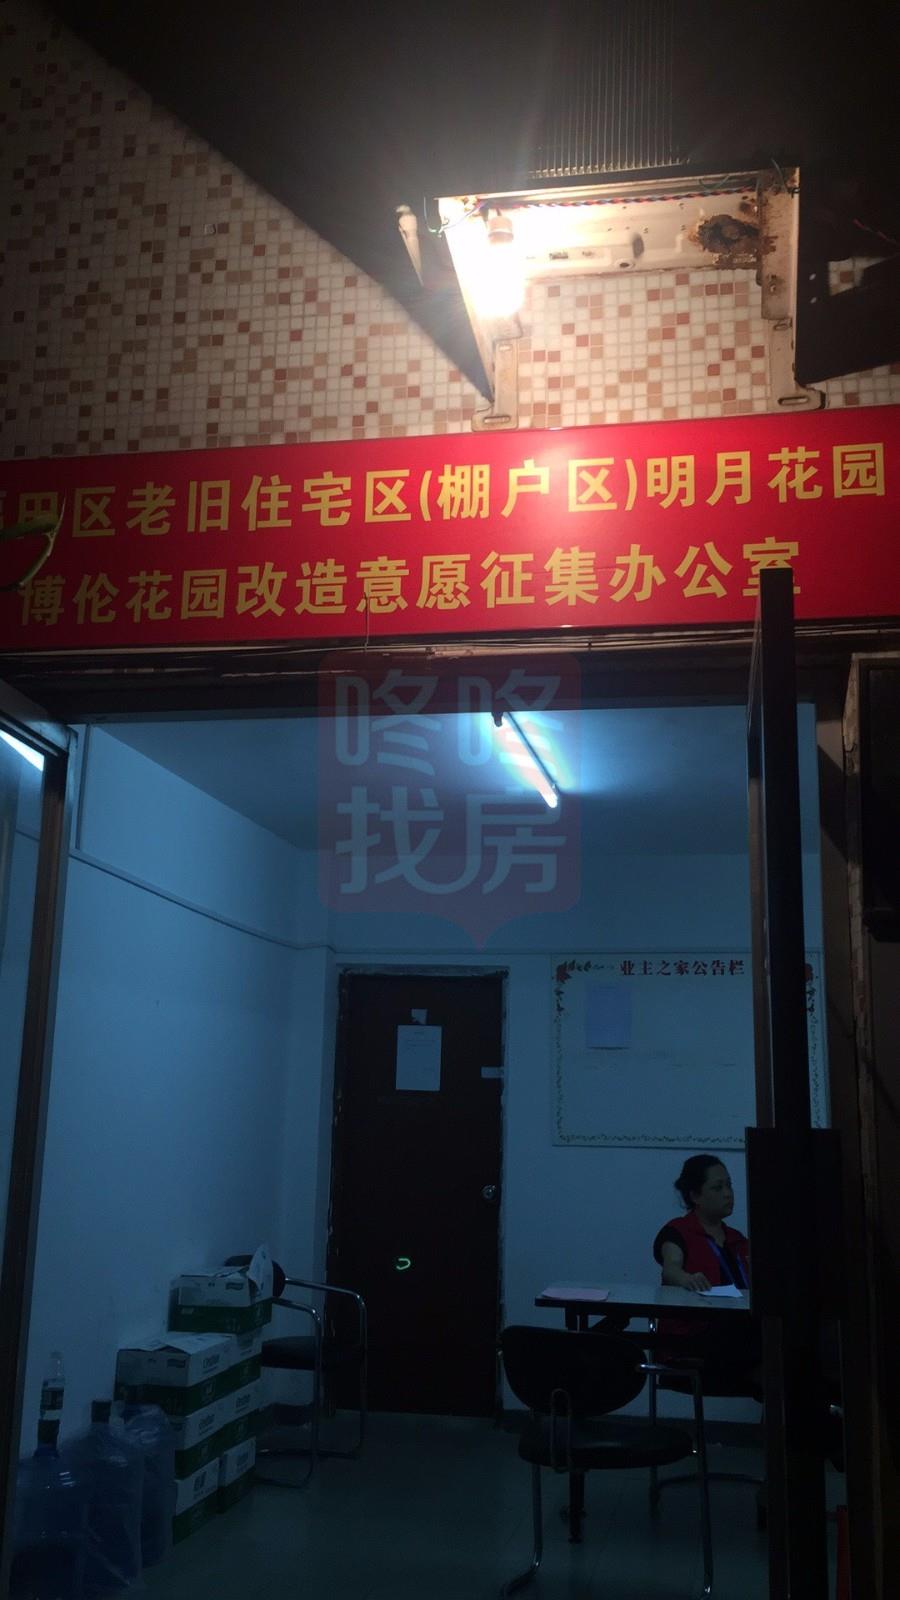 福田区老旧住宅区(棚户区)明月花园
博伦花园改造意愿征集办公室
咚咚
找房
业主之家公告栏